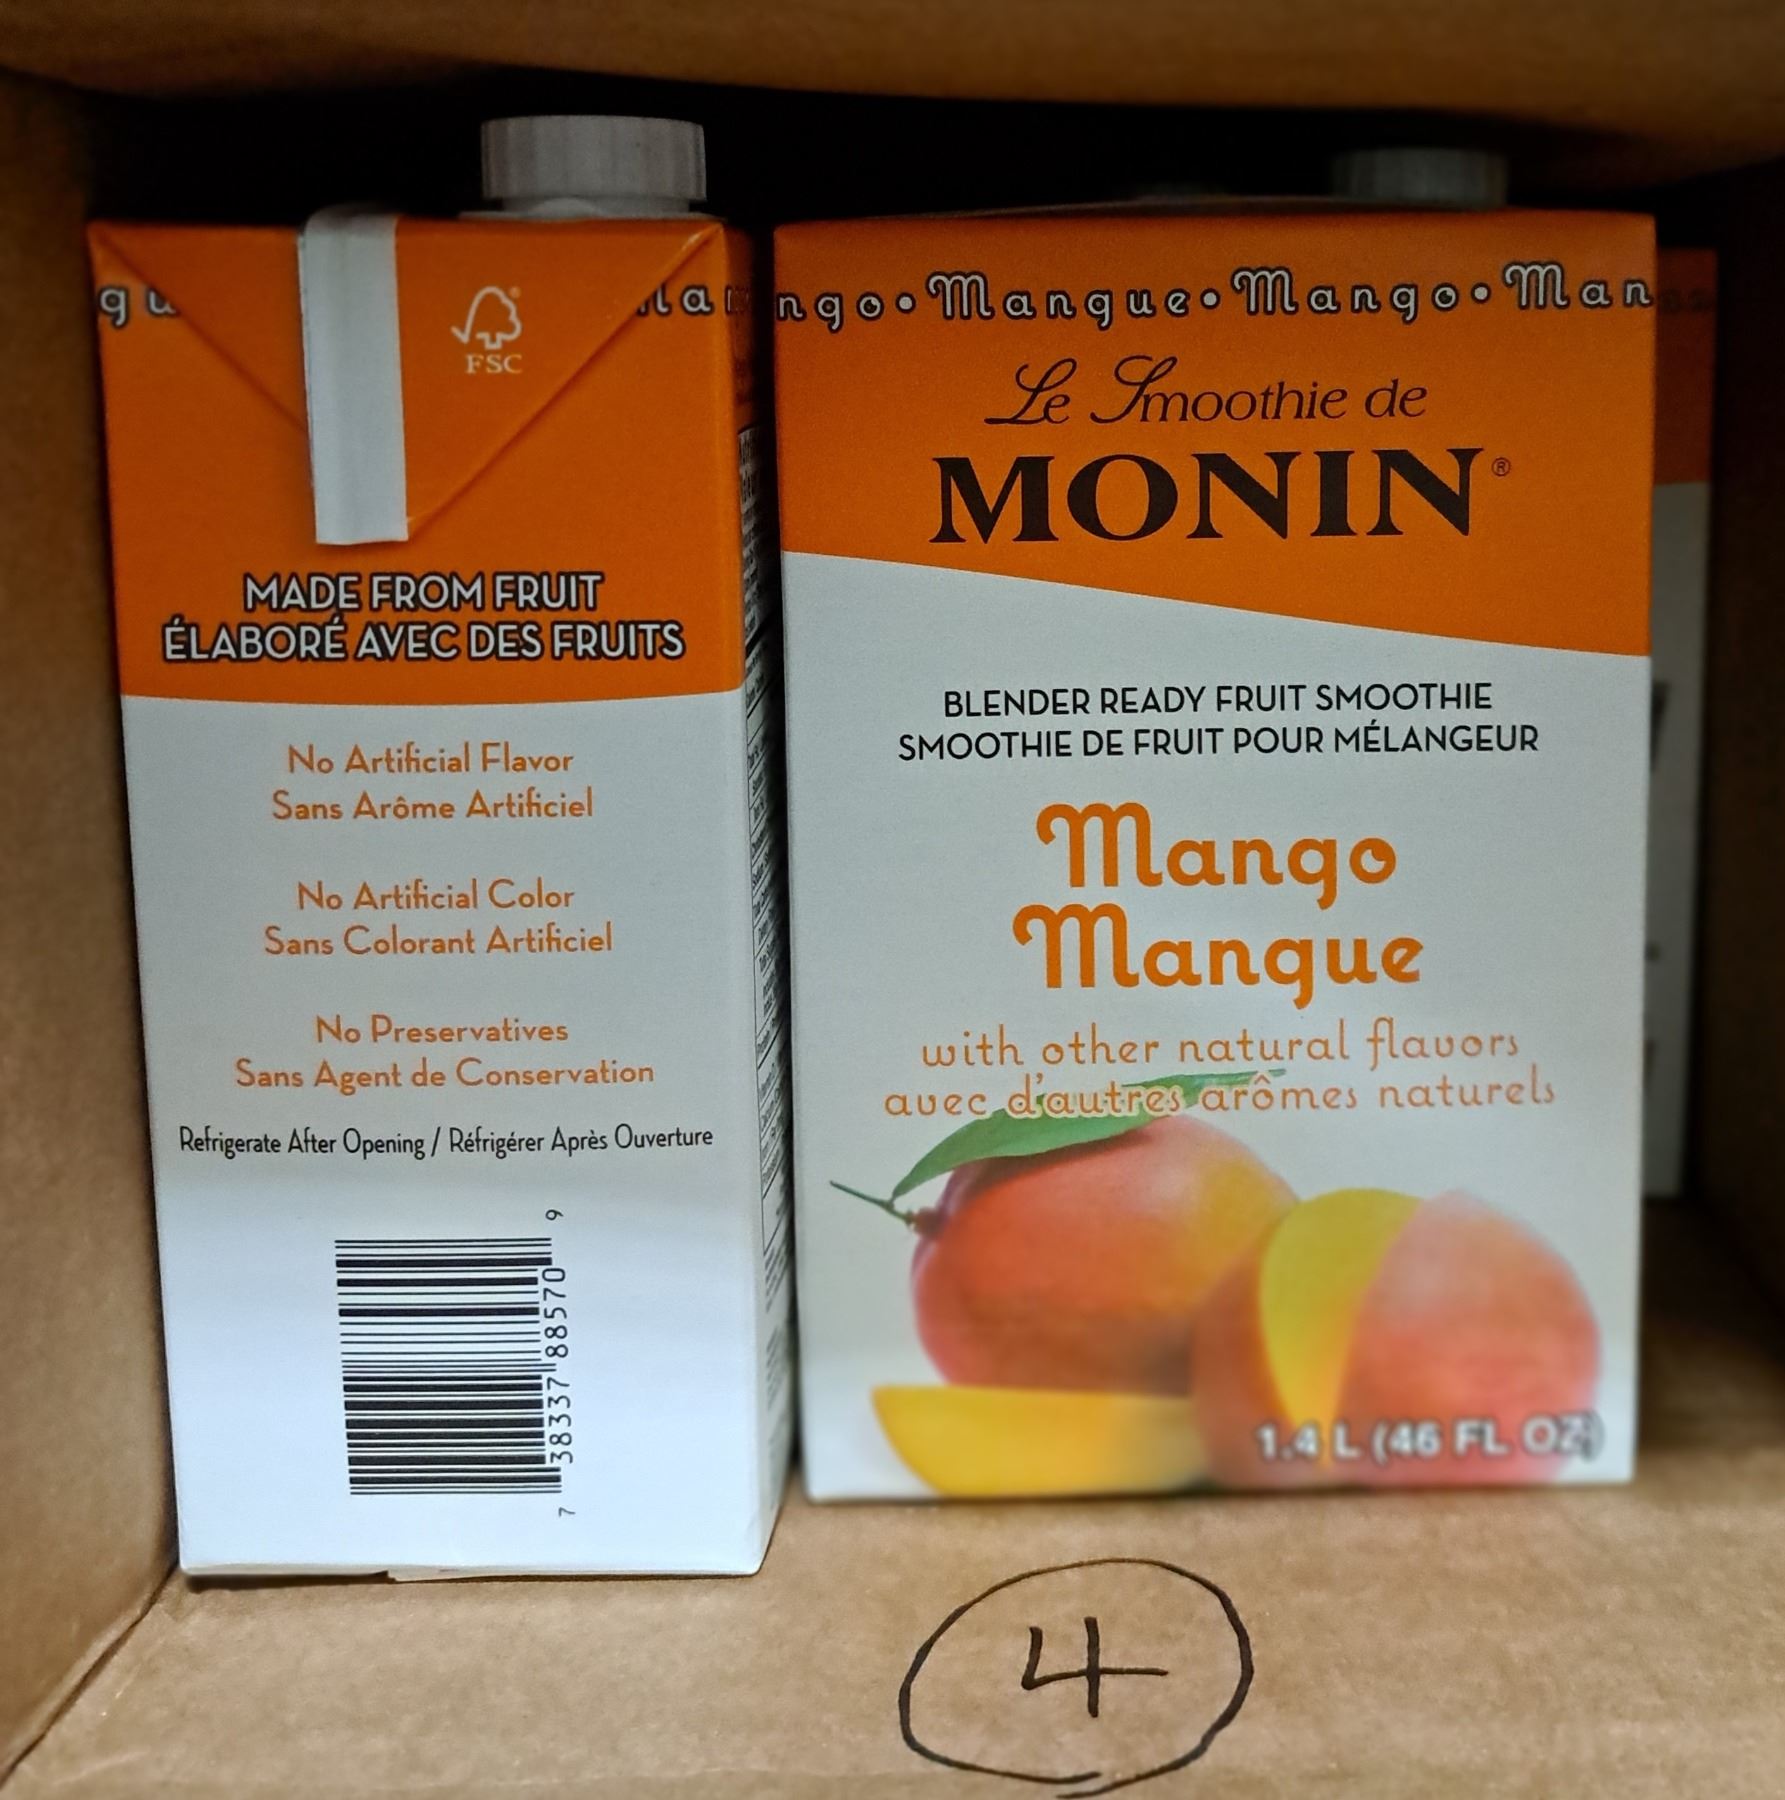 gu
FSC
MADE FROM FRUIT
ÉLABORÉ AVEC DES FRUITS
No Artificial Flavor
Sans Arôme Artificiel
No Artificial Color
Sans Colorant Artificiel
No Preservatives
Sans Agent de Conservation
Refrigerate After Opening / Réfrigérer Après Ouverture
7 38337 88570 9
ngo•Mangue•Mango•Man
Le Smoothie de
MONIN®
BLENDER READY FRUIT SMOOTHIE
SMOOTHIE DE FRUIT POUR MÉLANGEUR
Mango
Mangue
with other natural flavors
avec d'autres arômes naturels
1.4 L (46 FL OZ)
4